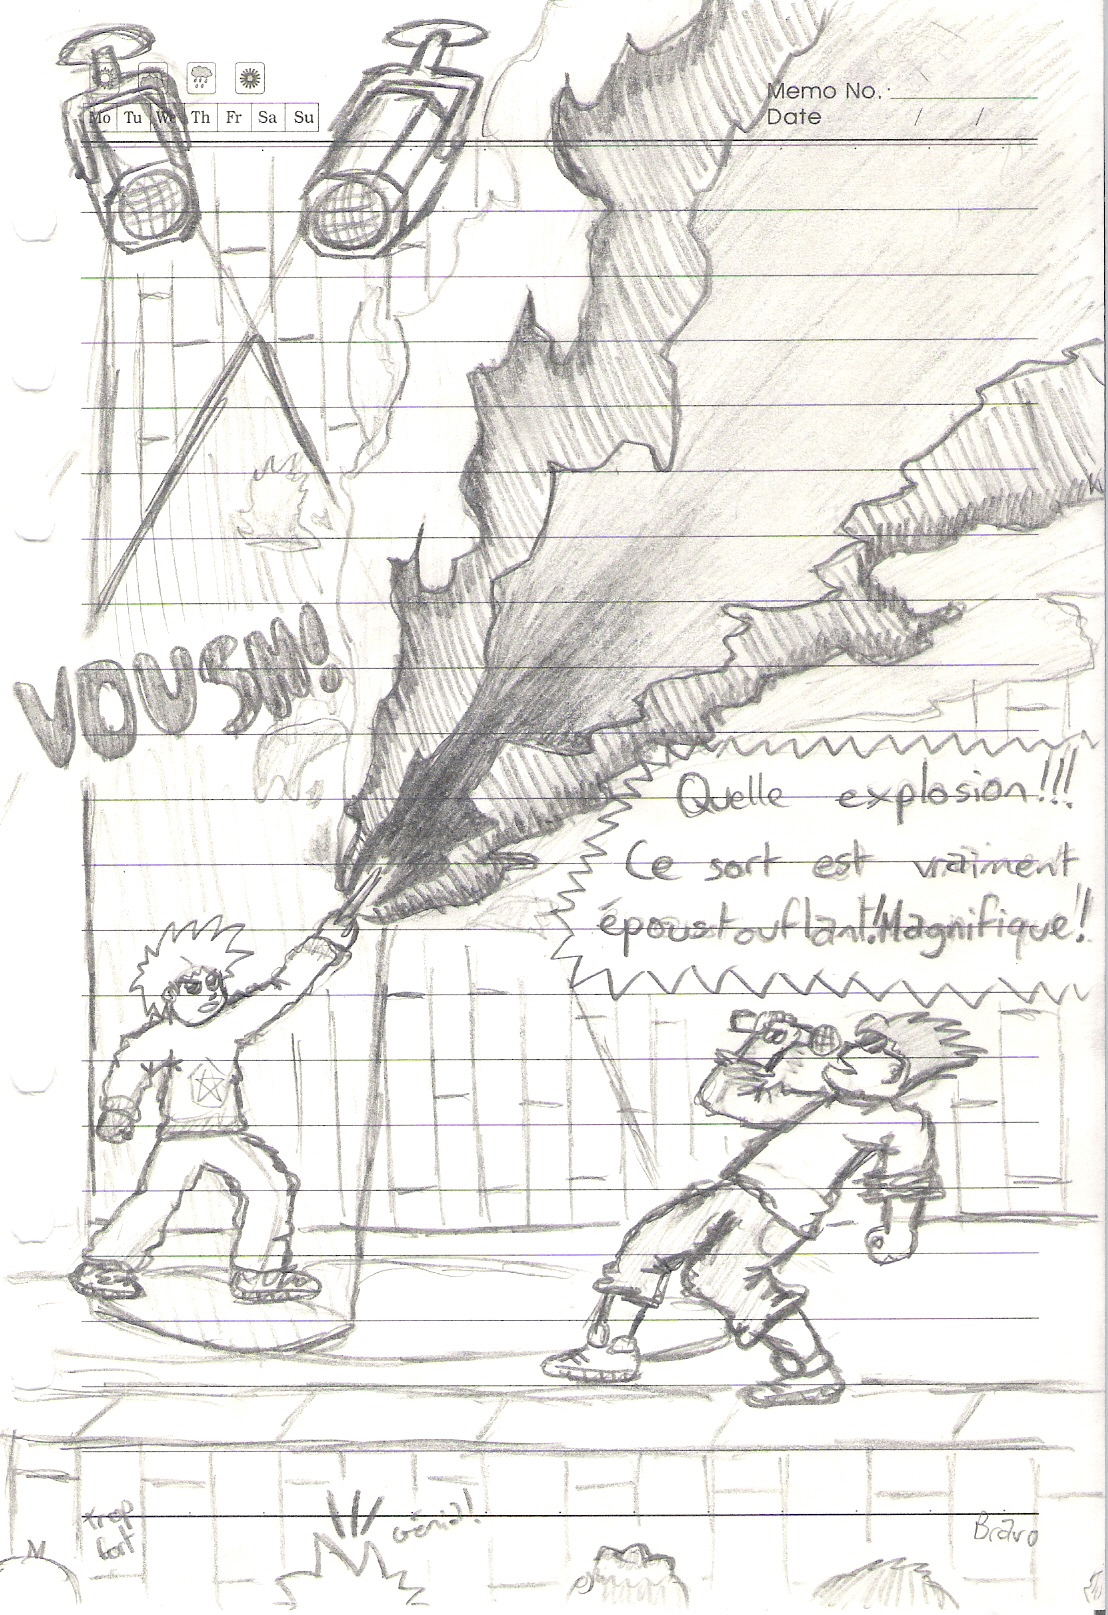 Memo No.
Mo Tu We Th Fr Sa Su
Date / /
VOUSM!
Quelle explosion!!!
Ce sort est vraiment
époustouflant! Magnifique!!
trop
fort
Génial!
Bravo